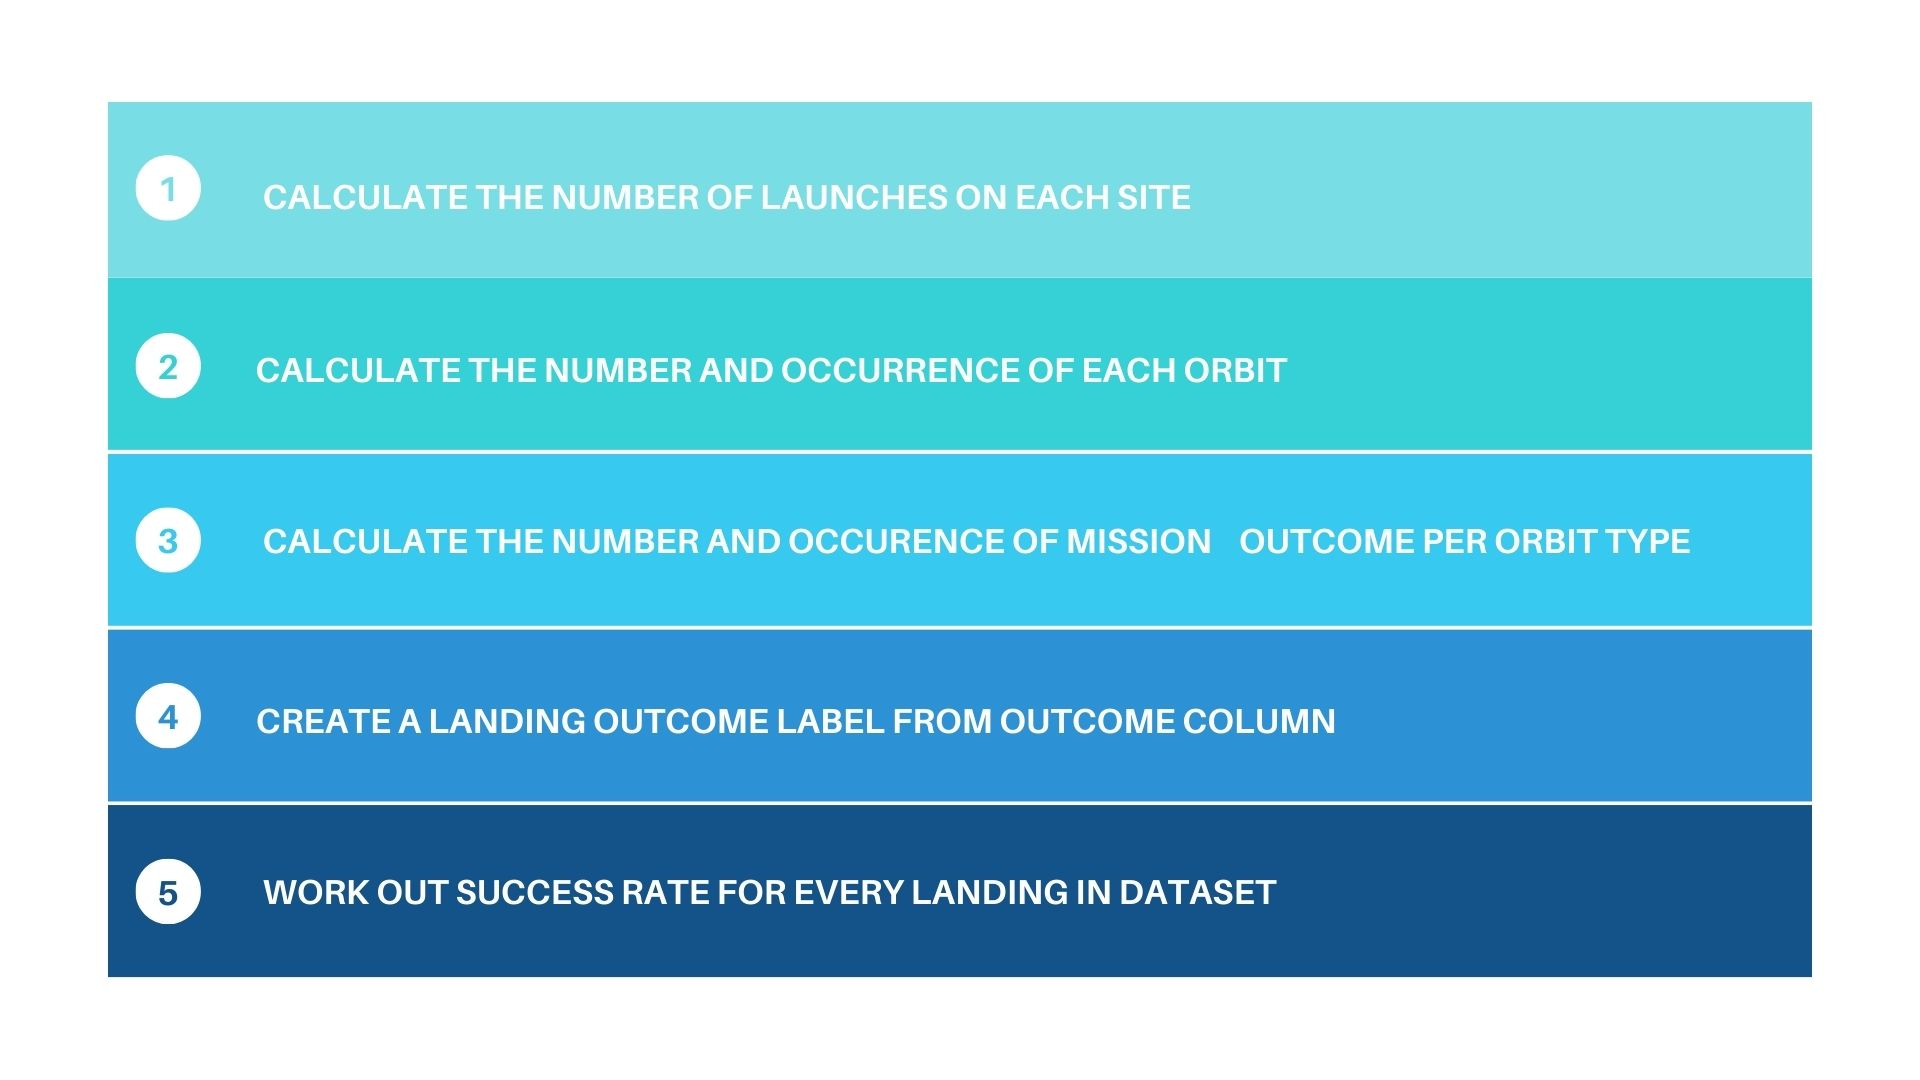 1 CALCULATE THE NUMBER OF LAUNCHES ON EACH SITE
2 CALCULATE THE NUMBER AND OCCURRENCE OF EACH ORBIT
3 CALCULATE THE NUMBER AND OCCURENCE OF MISSION OUTCOME PER ORBIT TYPE
4 CREATE A LANDING OUTCOME LABEL FROM OUTCOME COLUMN
5 WORK OUT SUCCESS RATE FOR EVERY LANDING IN DATASET